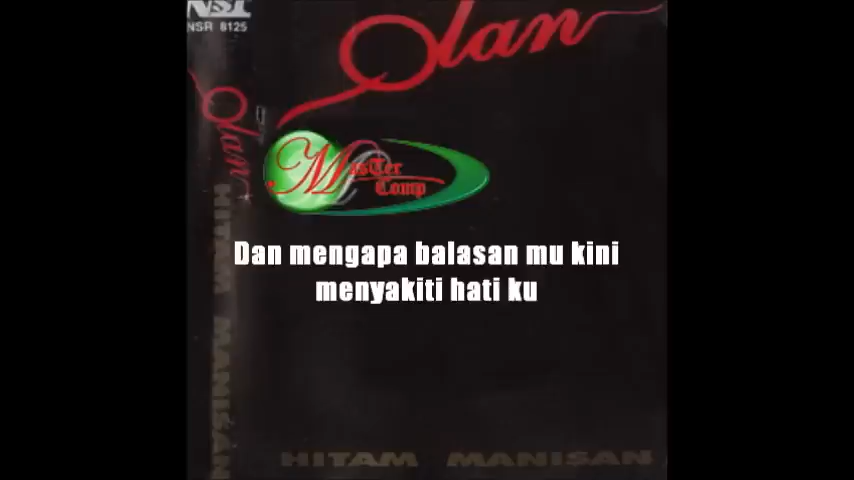 NSR 8125
Olan
Olan
HITAM MANISAN
MasTer
Comp
Dan mengapa balasan mu kini
menyakiti hati ku
HITAM MANISAN